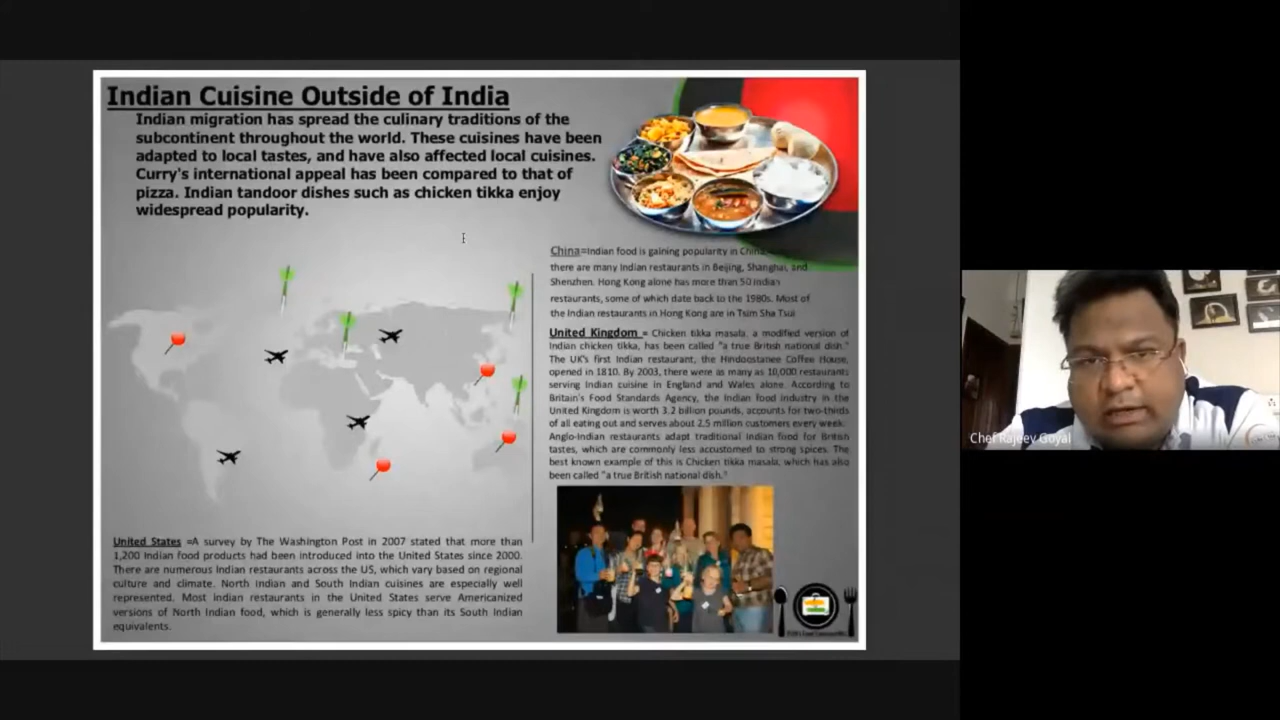 Indian Cuisine Outside of India
Indian migration has spread the culinary traditions of the
subcontinent throughout the world. These cuisines have been
adapted to local tastes, and have also affected local cuisines.
Curry's international appeal has been compared to that of
pizza. Indian tandoor dishes such as chicken tikka enjoy
widespread popularity.
China=Indian food is gaining popularity in China,
there are many Indian restaurants in Beijing, Shanghai, and
Shenzhen. Hong Kong alone has more than 50 Indian
restaurants, some of which date back to the 1980s. Most of
the Indian restaurants in Hong Kong are in Tsim Sha Tsui
United Kingdom = Chicken tikka masala, a modified version of
Indian chicken tikka, has been called "a true British national dish."
The UK's first Indian restaurant, the Hindoostanee Coffee House,
opened in 1810. By 2003, there were as many as 10,000 restaurants
serving Indian cuisine in England and Wales alone. According to
Britain's Food Standards Agency, the Indian food industry in the
United Kingdom is worth 3.2 billion pounds, accounts for two-thirds
of all eating out and serves about 2.5 million customers every week.
Anglo-Indian restaurants adapt traditional Indian food for British
tastes, which are commonly less accustomed to strong spices. The
best known example of this is Chicken tikka masala, which has also
been called "a true British national dish."
United States =A survey by The Washington Post in 2007 stated that more than
1,200 Indian food products had been introduced into the United States since 2000.
There are numerous Indian restaurants across the US, which vary based on regional
culture and climate. North Indian and South Indian cuisines are especially well
represented. Most Indian restaurants in the United States serve Americanized
versions of North Indian food, which is generally less spicy than its South Indian
equivalents.
Chef Rajeev Goyal